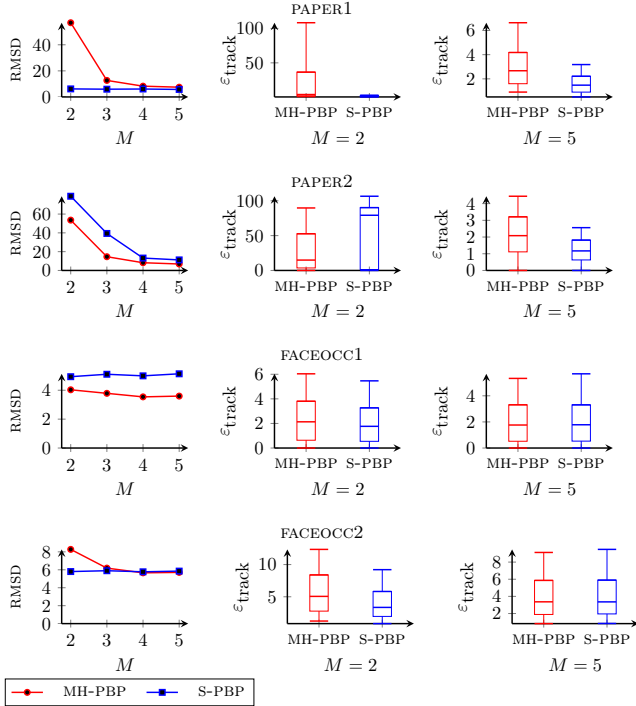 PAPER1
RMSD
40
20
0
2 3 4 5
M
ε_track
100
50
MH-PBP S-PBP
M = 2
ε_track
6
4
2
MH-PBP S-PBP
M = 5
PAPER2
RMSD
60
40
20
0
2 3 4 5
M
ε_track
100
50
0
MH-PBP S-PBP
M = 2
ε_track
4
3
2
1
0
MH-PBP S-PBP
M = 5
FACEOCC1
RMSD
4
2
0
2 3 4 5
M
ε_track
6
4
2
0
MH-PBP S-PBP
M = 2
ε_track
4
2
0
MH-PBP S-PBP
M = 5
FACEOCC2
RMSD
8
6
4
2
0
2 3 4 5
M
ε_track
10
5
MH-PBP S-PBP
M = 2
ε_track
8
6
4
2
MH-PBP S-PBP
M = 5
MH-PBP S-PBP